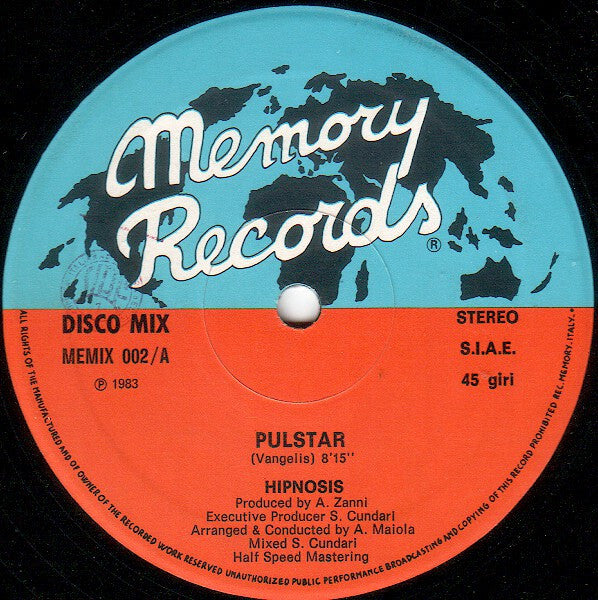 Memory
Records
®
DISCO MIX
MEMIX 002/A
℗ 1983
STEREO
S.I.A.E.
45 giri
PULSTAR
(Vangelis) 8'15''
HIPNOSIS
Produced by A. Zanni
Executive Producer S. Cundari
Arranged & Conducted by A. Maiola
Mixed S. Cundari
Half Speed Mastering
ALL RIGHTS OF THE MANUFACTURED AND OF OWNER OF THE RECORDED WORK RESERVED UNAUTHORIZED PUBLIC PERFORMANCE BROADCASTING AND COPYING OF THIS RECORD PROHIBITED REC. MEMORY. ITALY. •